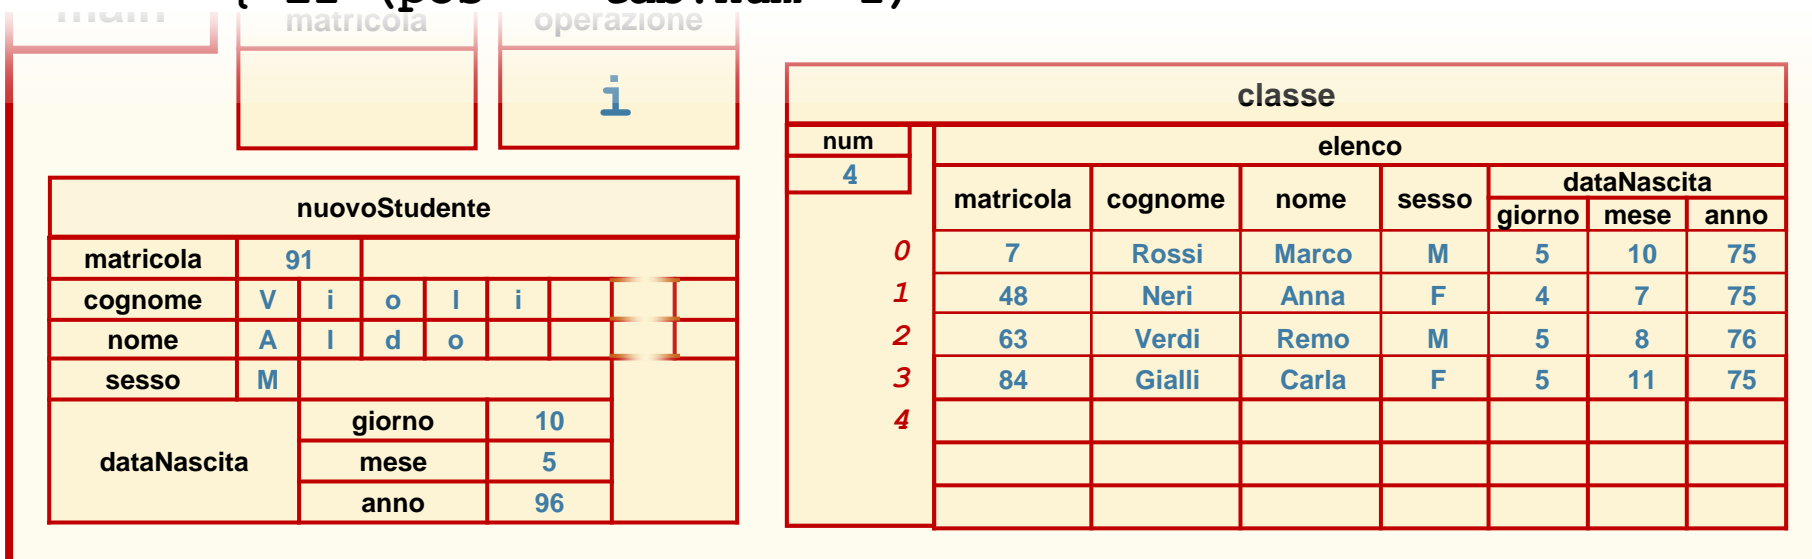 main
matricola operazione
i
nuovoStudente
matricola 91
cognome V i o l i
nome A l d o
sesso M
dataNascita
giorno 10
mese 5
anno 96
classe
num
4
elenco
matricola cognome nome sesso dataNascita
giorno mese anno
0 7 Rossi Marco M 5 10 75
1 48 Neri Anna F 4 7 75
2 63 Verdi Remo M 5 8 76
3 84 Gialli Carla F 5 11 75
4